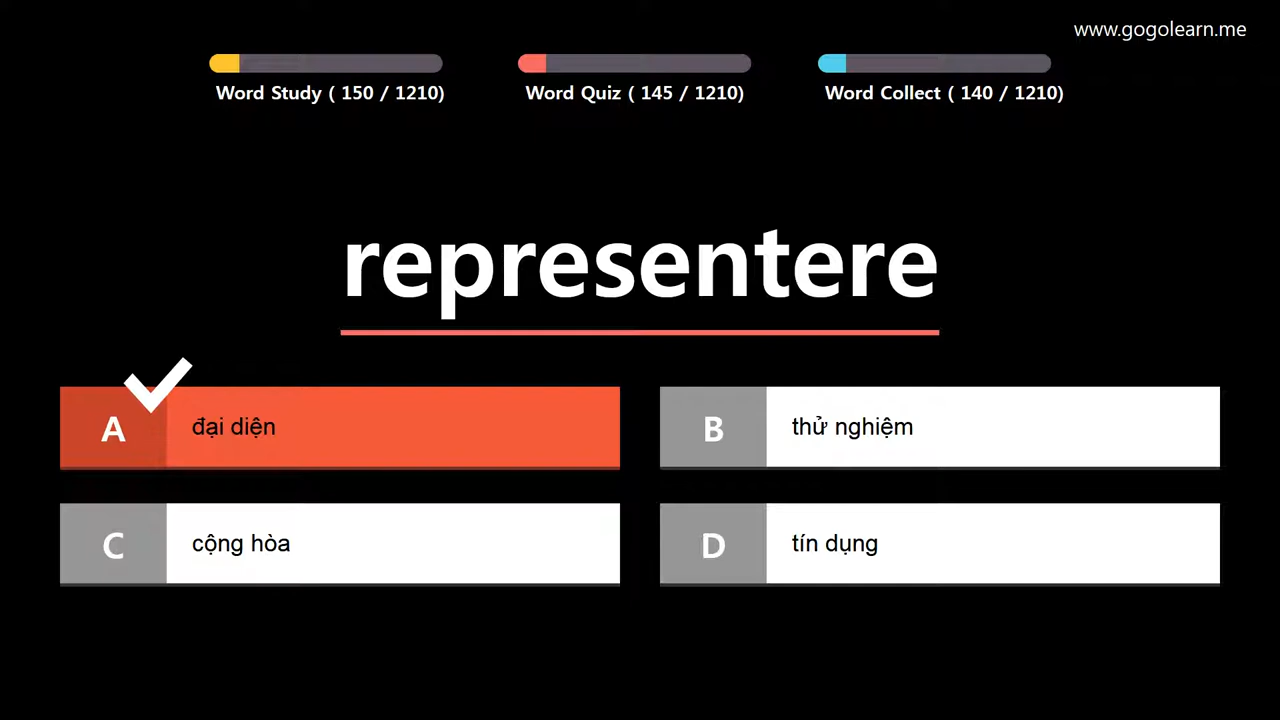 www.gogolearn.me
Word Study ( 150 / 1210)
Word Quiz ( 145 / 1210)
Word Collect ( 140 / 1210)
representere
A
đại diện
B
thử nghiệm
C
cộng hòa
D
tín dụng